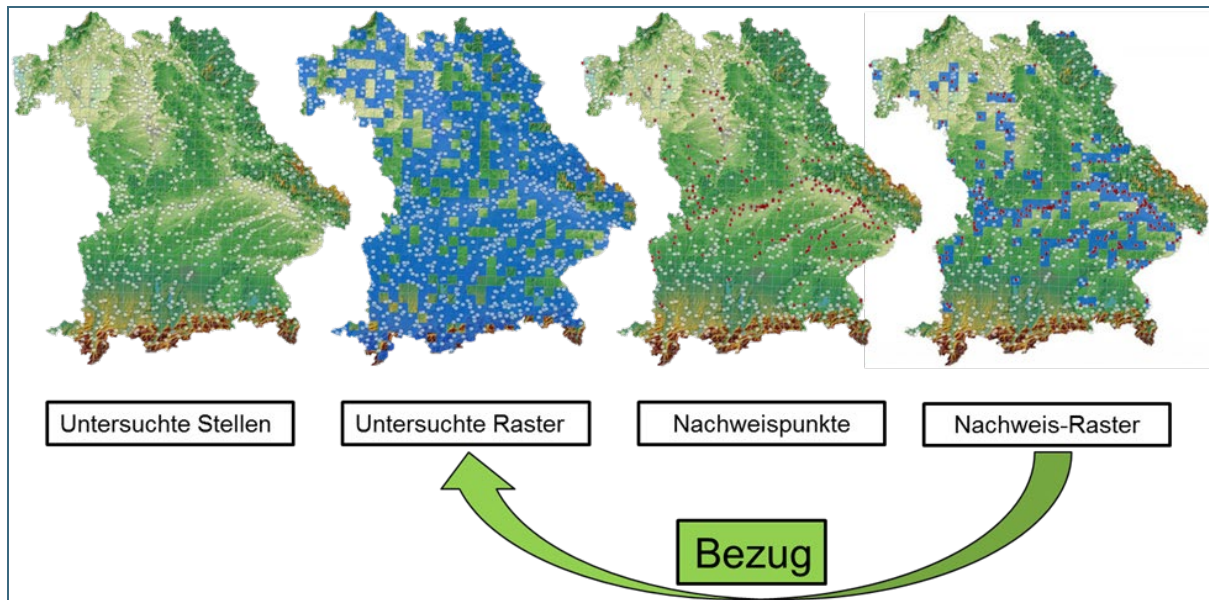 Untersuchte Stellen
Untersuchte Raster
Nachweispunkte
Nachweis-Raster
Bezug